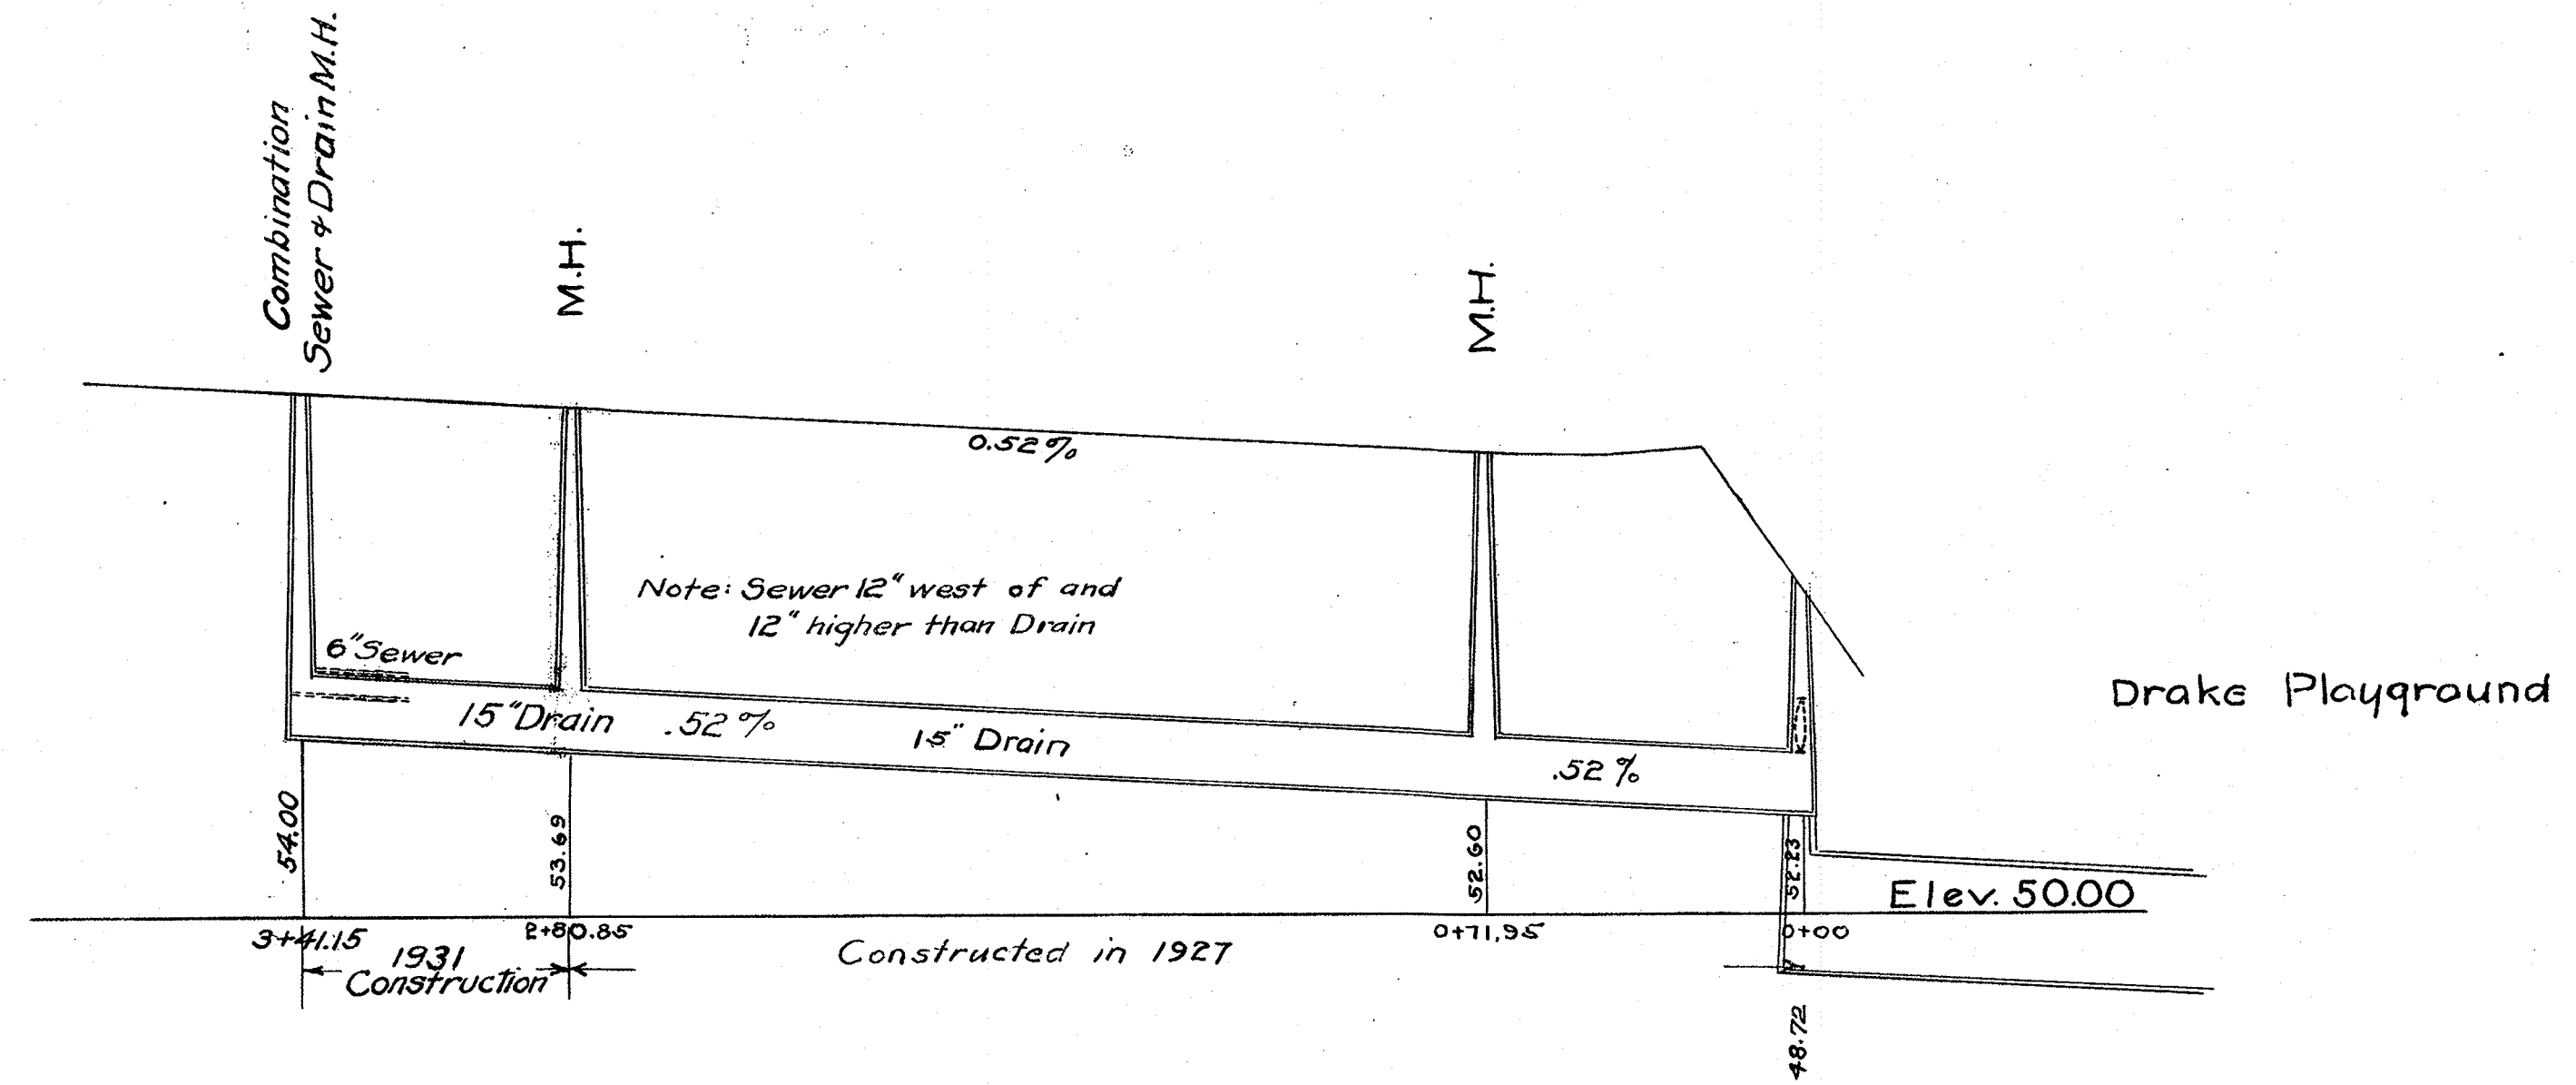 Combination
Sewer & Drain M.H.
M.H.
M.H.
0.52%
Note: Sewer 12" west of and
12" higher than Drain
6" Sewer
15" Drain .52%
15" Drain
.52%
Drake Playground
54.00
53.69
52.60
52.23
Elev. 50.00
3+41.15
2+80.85
0+71.95
0+00
1931
Construction
Constructed in 1927
48.72